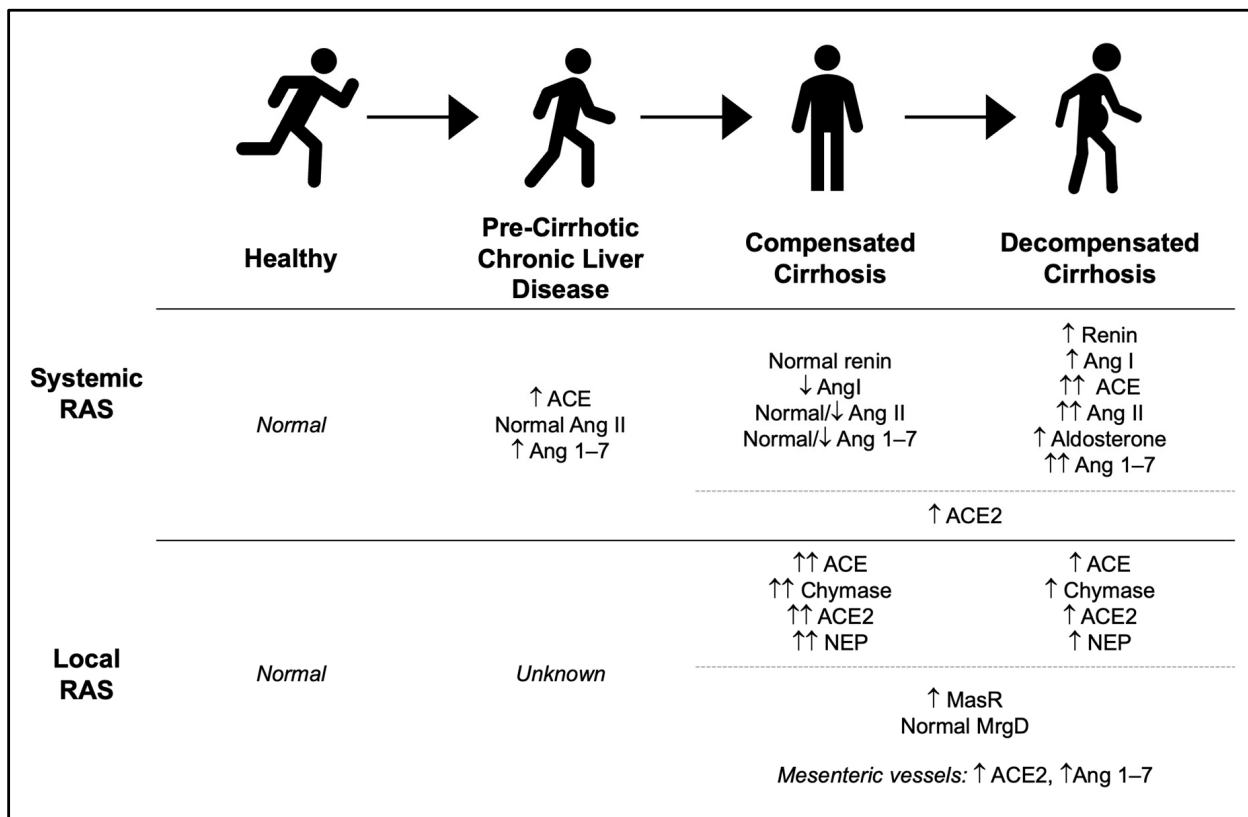 Healthy
Pre-Cirrhotic
Chronic Liver
Disease
Compensated
Cirrhosis
Decompensated
Cirrhosis
Systemic
RAS
Normal
↑ ACE
Normal Ang II
↑ Ang 1–7
Normal renin
↓ AngI
Normal/↓ Ang II
Normal/↓ Ang 1–7
↑ Renin
↑ Ang I
↑↑ ACE
↑↑ Ang II
↑ Aldosterone
↑↑ Ang 1–7
↑ ACE2
Local
RAS
Normal
Unknown
↑↑ ACE
↑↑ Chymase
↑↑ ACE2
↑↑ NEP
↑ ACE
↑ Chymase
↑ ACE2
↑ NEP
↑ MasR
Normal MrgD
Mesenteric vessels: ↑ ACE2, ↑Ang 1–7